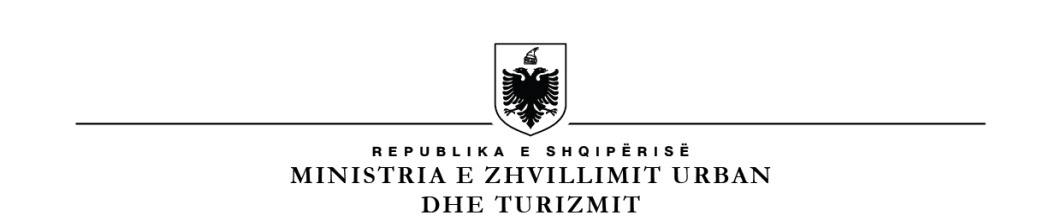 REPUBLIKA E SHQIPËRISË
MINISTRIA E ZHVILLIMIT URBAN
DHE TURIZMIT